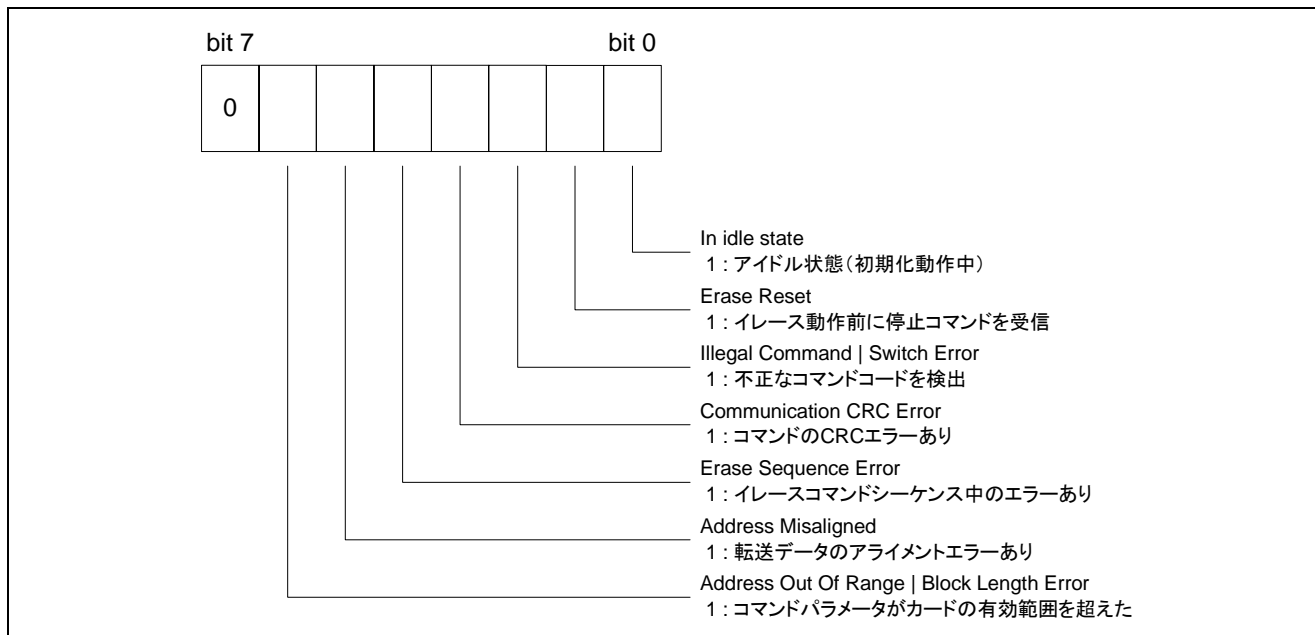 bit 7 bit 0
0
In idle state
1 : アイドル状態(初期化動作中)
Erase Reset
1 : イレース動作前に停止コマンドを受信
Illegal Command | Switch Error
1 : 不正なコマンドコードを検出
Communication CRC Error
1 : コマンドのCRCエラーあり
Erase Sequence Error
1 : イレースコマンドシーケンス中のエラーあり
Address Misaligned
1 : 転送データのアライメントエラーあり
Address Out Of Range | Block Length Error
1 : コマンドパラメータがカードの有効範囲を超えた